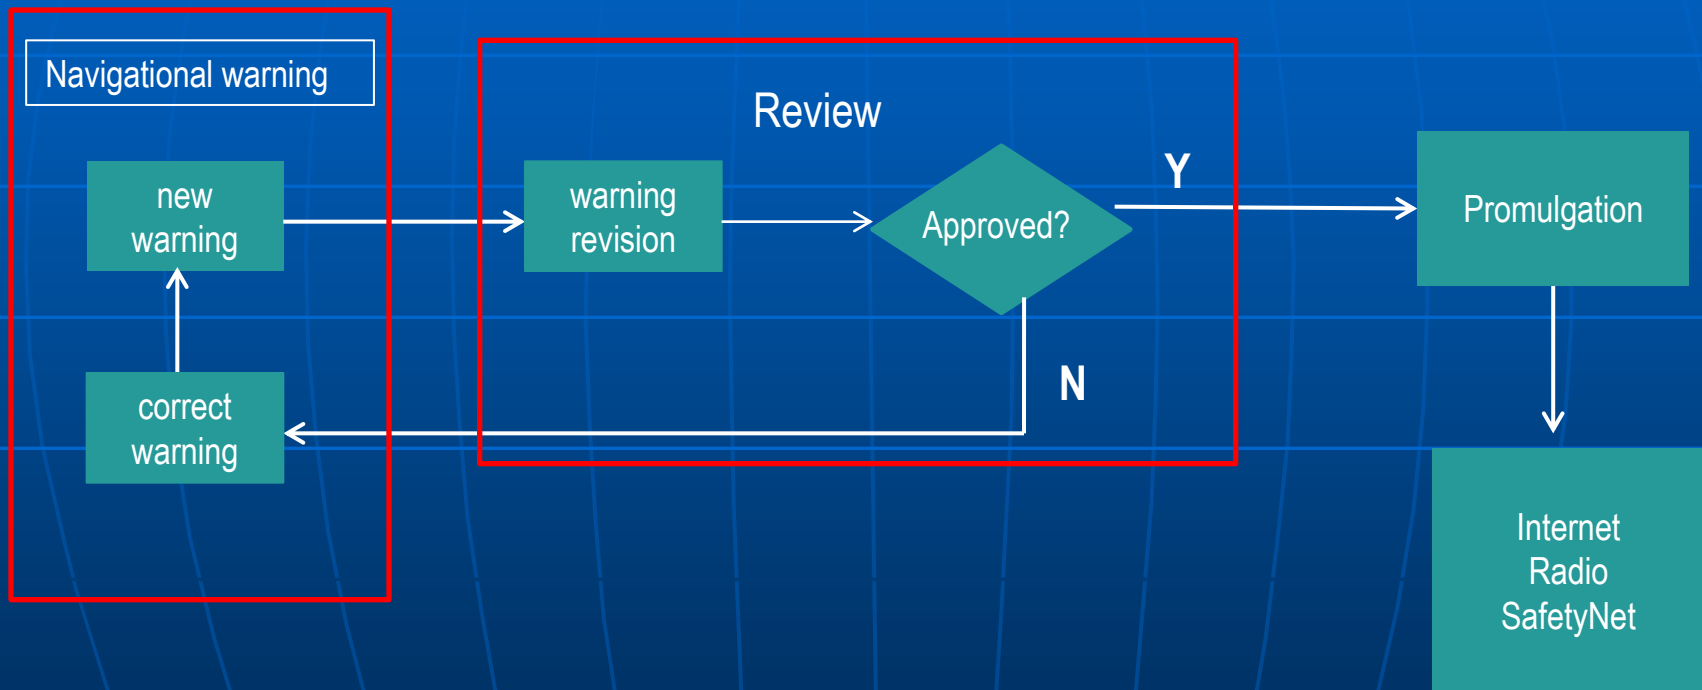 Navigational warning
Review
new
warning
warning
revision
Approved?
Y
Promulgation
N
correct
warning
Internet
Radio
SafetyNet